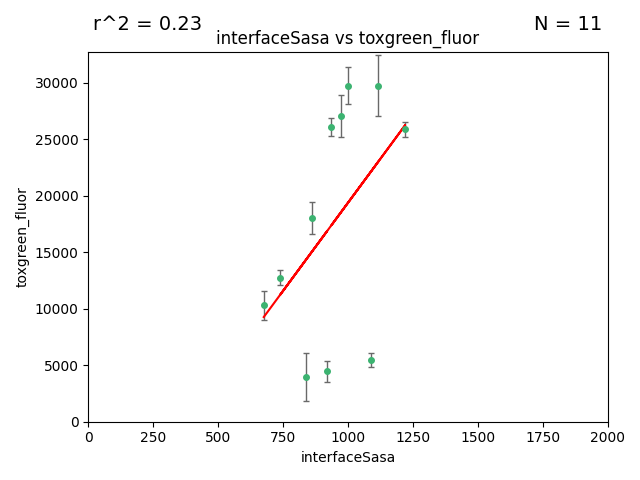 r^2 = 0.23
N = 11
interfaceSasa vs toxgreen_fluor
30000
25000
20000
15000
10000
5000
0
toxgreen_fluor
0 250 500 750 1000 1250 1500 1750 2000
interfaceSasa